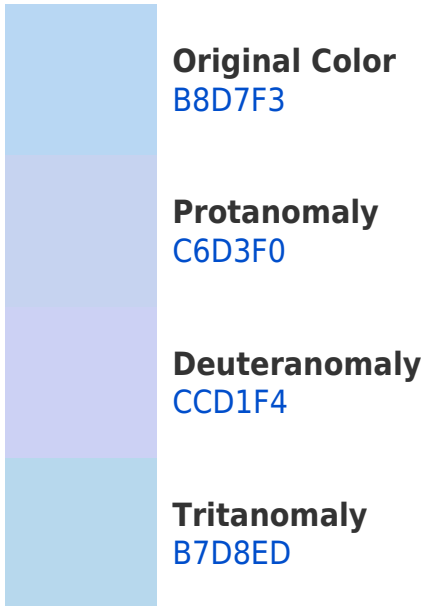 Original Color
B8D7F3
Protanomaly
C6D3F0
Deuteranomaly
CCD1F4
Tritanomaly
B7D8ED